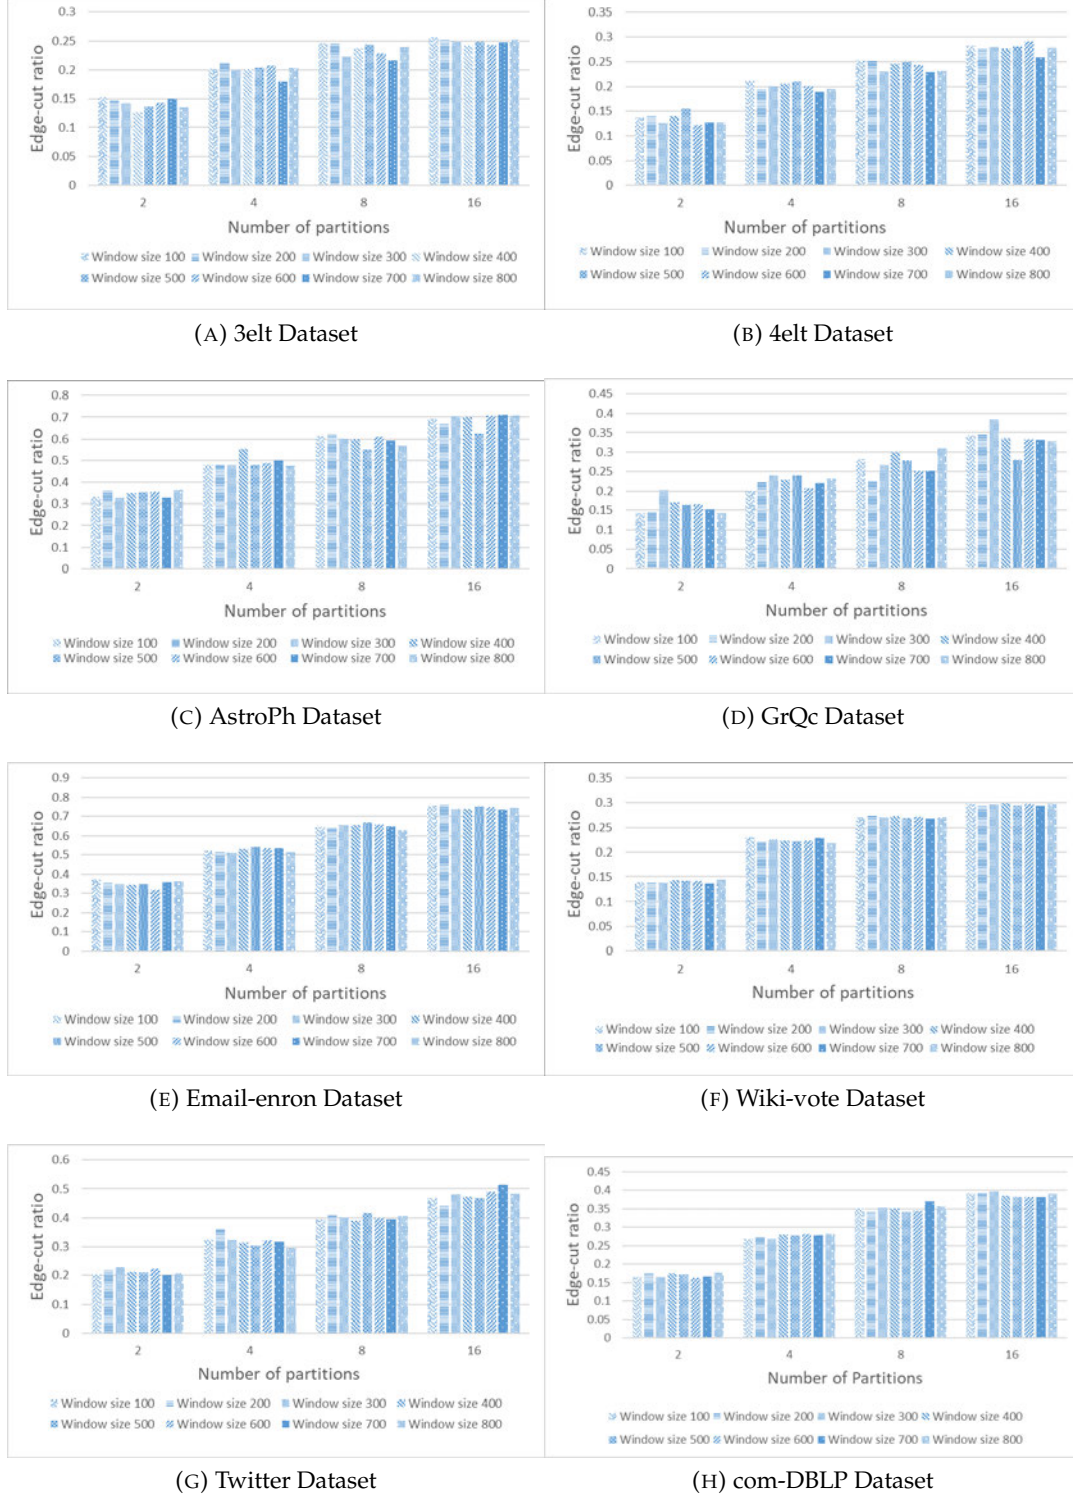 0.3
0.25
0.2
0.15
0.1
0.05
0
Edge-cut ratio
2 4 8 16
Number of partitions
Window size 100 Window size 200 Window size 300 Window size 400
Window size 500 Window size 600 Window size 700 Window size 800
(A) 3elt Dataset
0.35
0.3
0.25
0.2
0.15
0.1
0.05
0
Edge-cut ratio
2 4 8 16
Number of partitions
Window size 100 Window size 200 Window size 300 Window size 400
Window size 500 Window size 600 Window size 700 Window size 800
(B) 4elt Dataset
0.8
0.7
0.6
0.5
0.4
0.3
0.2
0.1
0
Edge-cut ratio
2 4 8 16
Number of partitions
Window size 100 Window size 200 Window size 300 Window size 400
Window size 500 Window size 600 Window size 700 Window size 800
(C) AstroPh Dataset
0.45
0.4
0.35
0.3
0.25
0.2
0.15
0.1
0.05
0
Edge-cut ratio
2 4 8 16
Number of partitions
Window size 100 Window size 200 Window size 300 Window size 400
Window size 500 Window size 600 Window size 700 Window size 800
(D) GrQc Dataset
0.9
0.8
0.7
0.6
0.5
0.4
0.3
0.2
0.1
0
Edge-cut ratio
2 4 8 16
Number of partitions
Window size 100 Window size 200 Window size 300 Window size 400
Window size 500 Window size 600 Window size 700 Window size 800
(E) Email-enron Dataset
0.35
0.3
0.25
0.2
0.15
0.1
0.05
0
Edge-cut ratio
2 4 8 16
Number of partitions
Window size 100 Window size 200 Window size 300 Window size 400
Window size 500 Window size 600 Window size 700 Window size 800
(F) Wiki-vote Dataset
0.6
0.5
0.4
0.3
0.2
0.1
0
Edge-cut ratio
2 4 8 16
Number of partitions
Window size 100 Window size 200 Window size 300 Window size 400
Window size 500 Window size 600 Window size 700 Window size 800
(G) Twitter Dataset
0.45
0.4
0.35
0.3
0.25
0.2
0.15
0.1
0.05
0
Edge-cut ratio
2 4 8 16
Number of Partitions
Window size 100 Window size 200 Window size 300 Window size 400
Window size 500 Window size 600 Window size 700 Window size 800
(H) com-DBLP Dataset